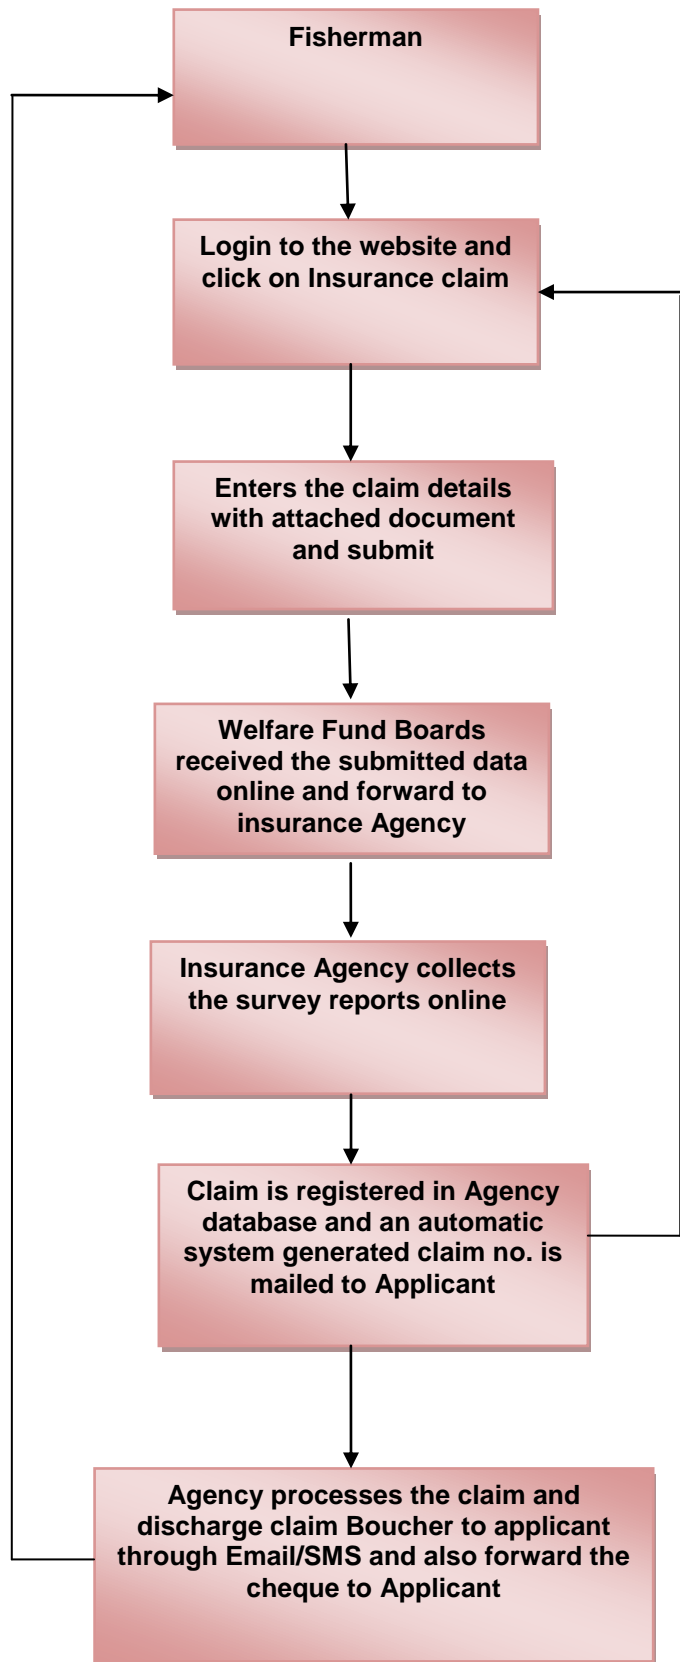 Fisherman
Login to the website and
click on Insurance claim
Enters the claim details
with attached document
and submit
Welfare Fund Boards
received the submitted data
online and forward to
insurance Agency
Insurance Agency collects
the survey reports online
Claim is registered in Agency
database and an automatic
system generated claim no. is
mailed to Applicant
Agency processes the claim and
discharge claim Boucher to applicant
through Email/SMS and also forward the
cheque to Applicant